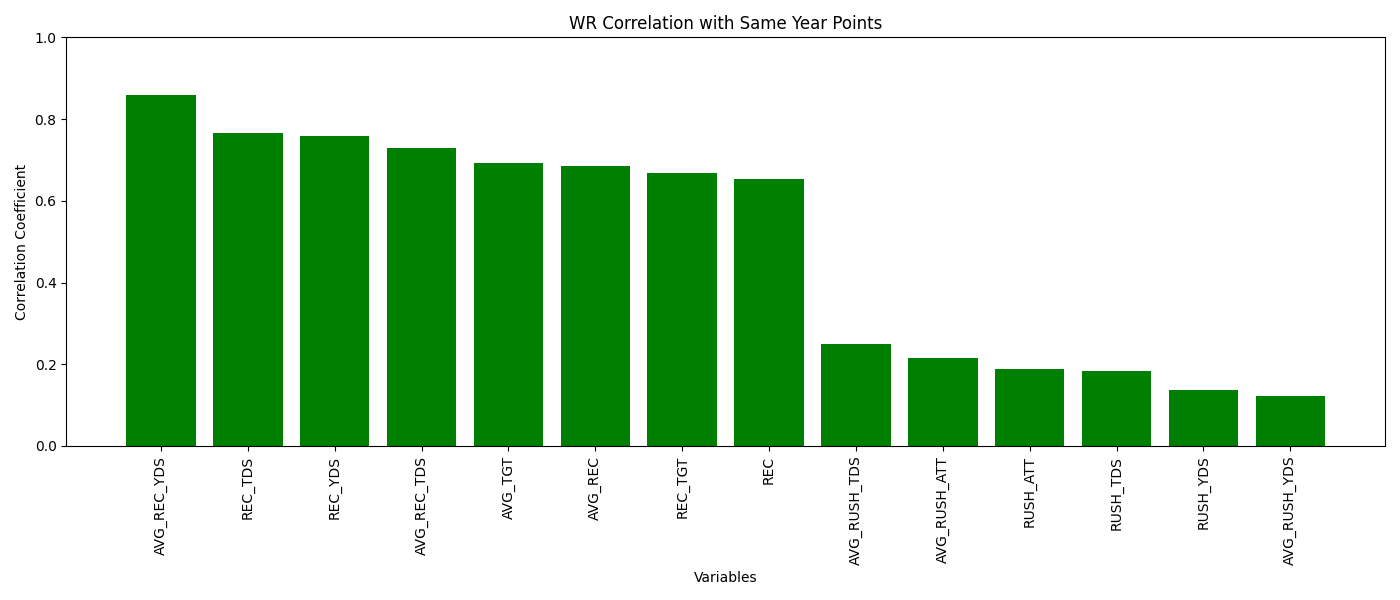 WR Correlation with Same Year Points
Correlation Coefficient
1.0
0.8
0.6
0.4
0.2
0.0
AVG_REC_YDS
REC_TDS
REC_YDS
AVG_REC_TDS
AVG_TGT
AVG_REC
REC_TGT
REC
AVG_RUSH_TDS
AVG_RUSH_ATT
RUSH_ATT
RUSH_TDS
RUSH_YDS
AVG_RUSH_YDS
Variables